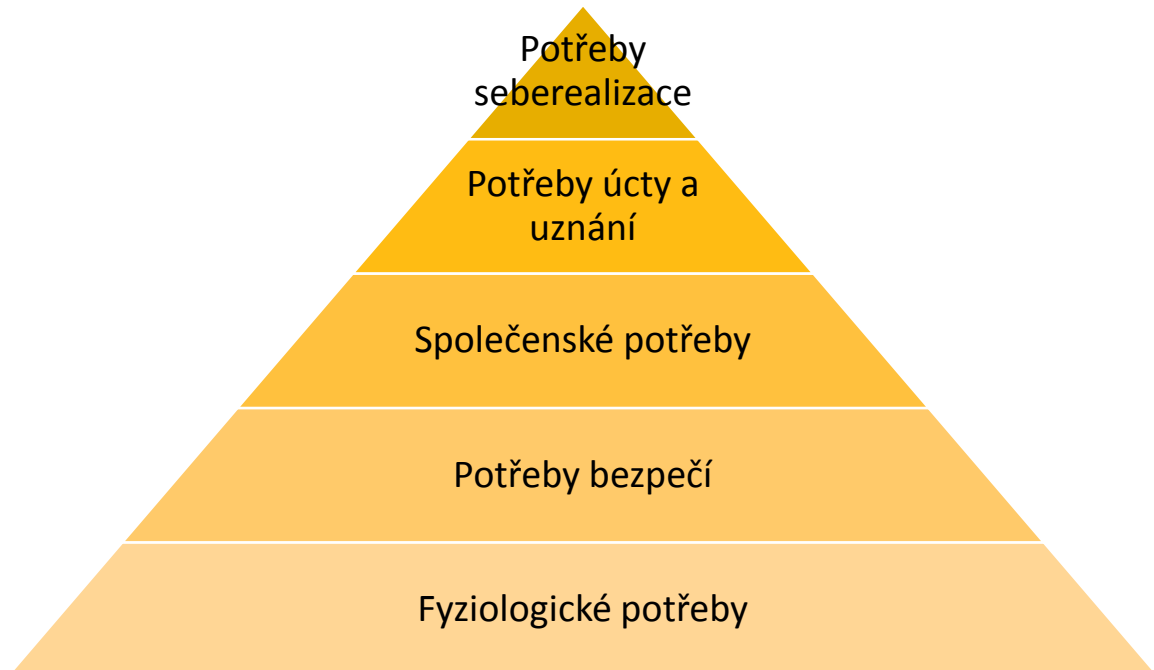 Potřeby
seberealizace
Potřeby úcty a
uznání
Společenské potřeby
Potřeby bezpečí
Fyziologické potřeby